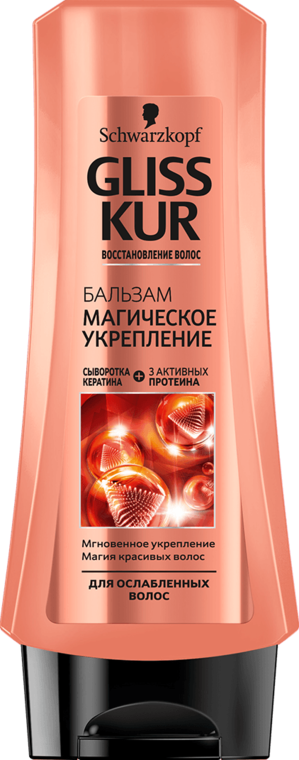 Schwarzkopf
GLISS
KUR
ВОССТАНОВЛЕНИЕ ВОЛОС
БАЛЬЗАМ
МАГИЧЕСКОЕ
УКРЕПЛЕНИЕ
СЫВОРОТКА КЕРАТИНА + 3 АКТИВНЫХ ПРОТЕИНА
Мгновенное укрепление
Магия красивых волос
ДЛЯ ОСЛАБЛЕННЫХ
ВОЛОС